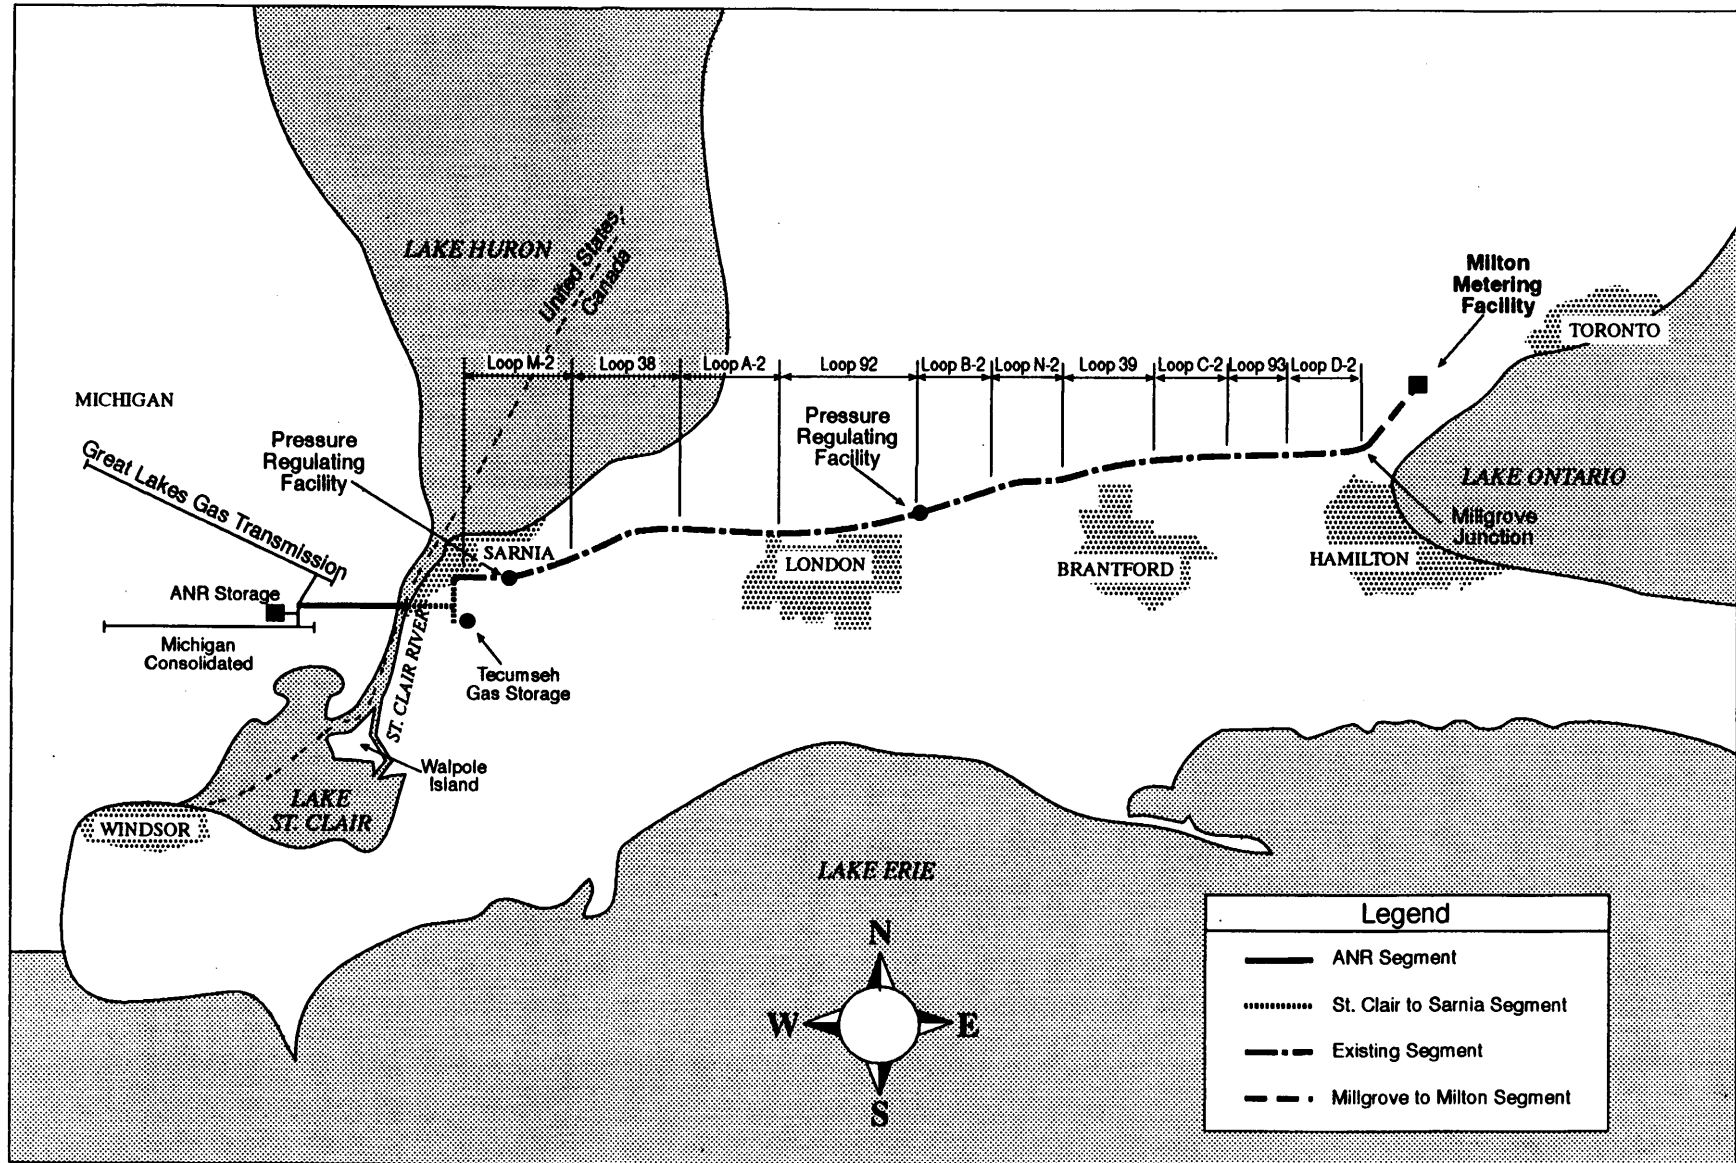 LAKE HURON
United States
Canada
Milton
Metering
Facility
TORONTO
Loop M-2
Loop 38
Loop A-2
Loop 92
Loop B-2
Loop N-2
Loop 39
Loop C-2
Loop 93
Loop D-2
MICHIGAN
Pressure
Regulating
Facility
Pressure
Regulating
Facility
Great Lakes Gas Transmission
LAKE ONTARIO
Millgrove
Junction
SARNIA
LONDON
BRANTFORD
HAMILTON
ANR Storage
Michigan
Consolidated
ST. CLAIR RIVER
Tecumseh
Gas Storage
Walpole
Island
LAKE
ST. CLAIR
WINDSOR
LAKE ERIE
N
W
E
S
Legend
ANR Segment
St. Clair to Sarnia Segment
Existing Segment
Millgrove to Milton Segment